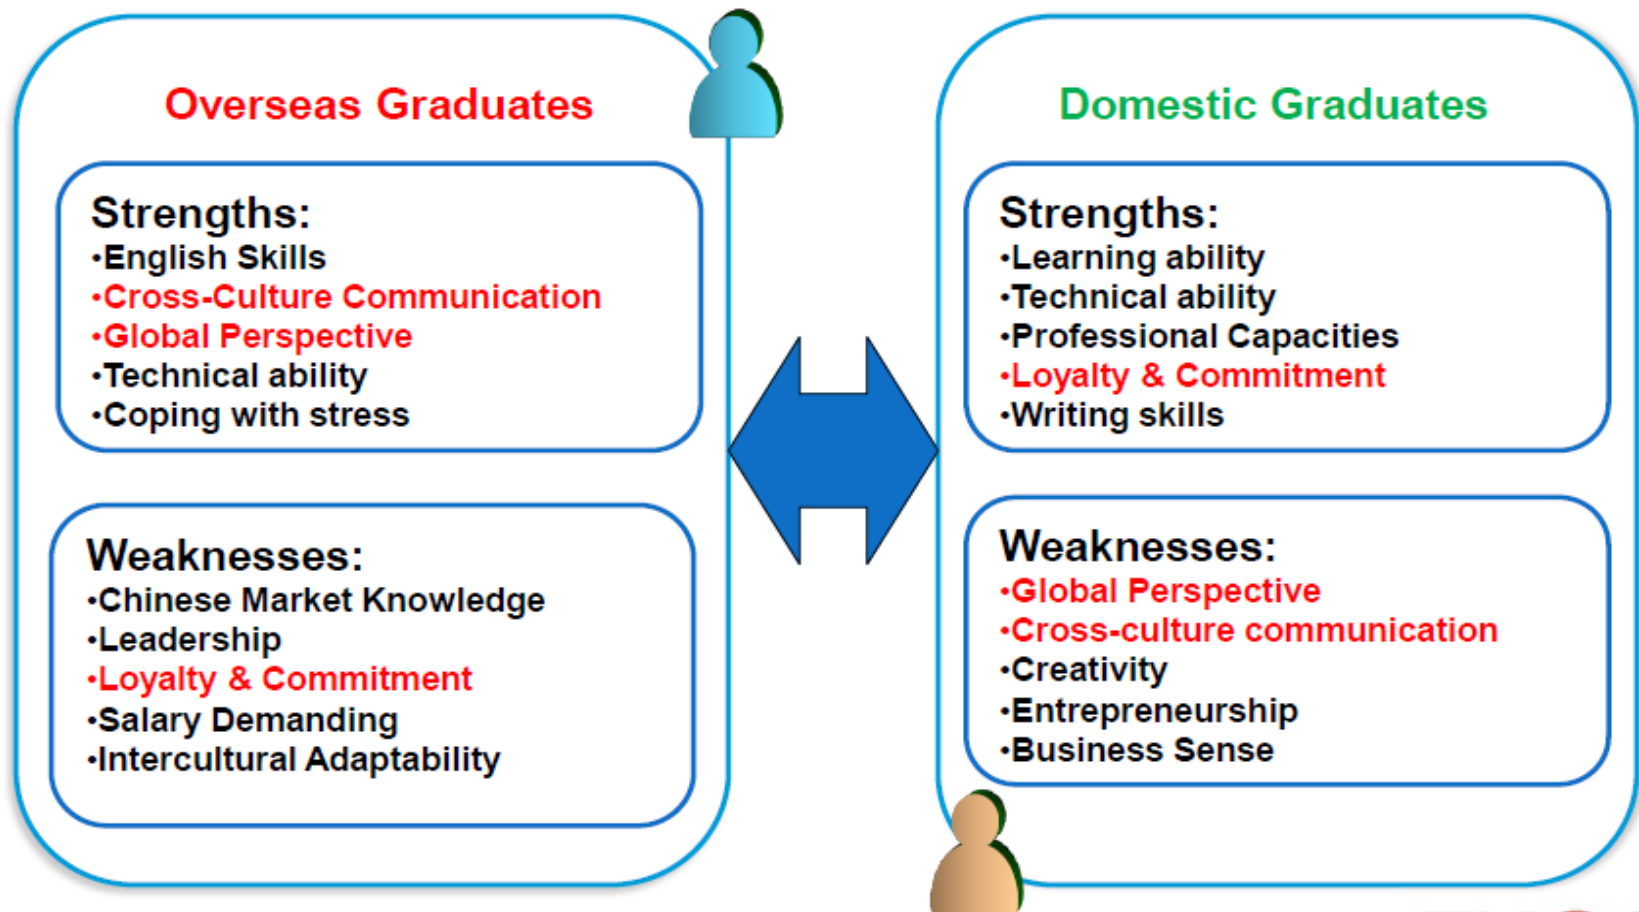 Overseas Graduates
Strengths:
•English Skills
•Cross-Culture Communication
•Global Perspective
•Technical ability
•Coping with stress
Weaknesses:
•Chinese Market Knowledge
•Leadership
•Loyalty & Commitment
•Salary Demanding
•Intercultural Adaptability
Domestic Graduates
Strengths:
•Learning ability
•Technical ability
•Professional Capacities
•Loyalty & Commitment
•Writing skills
Weaknesses:
•Global Perspective
•Cross-culture communication
•Creativity
•Entrepreneurship
•Business Sense